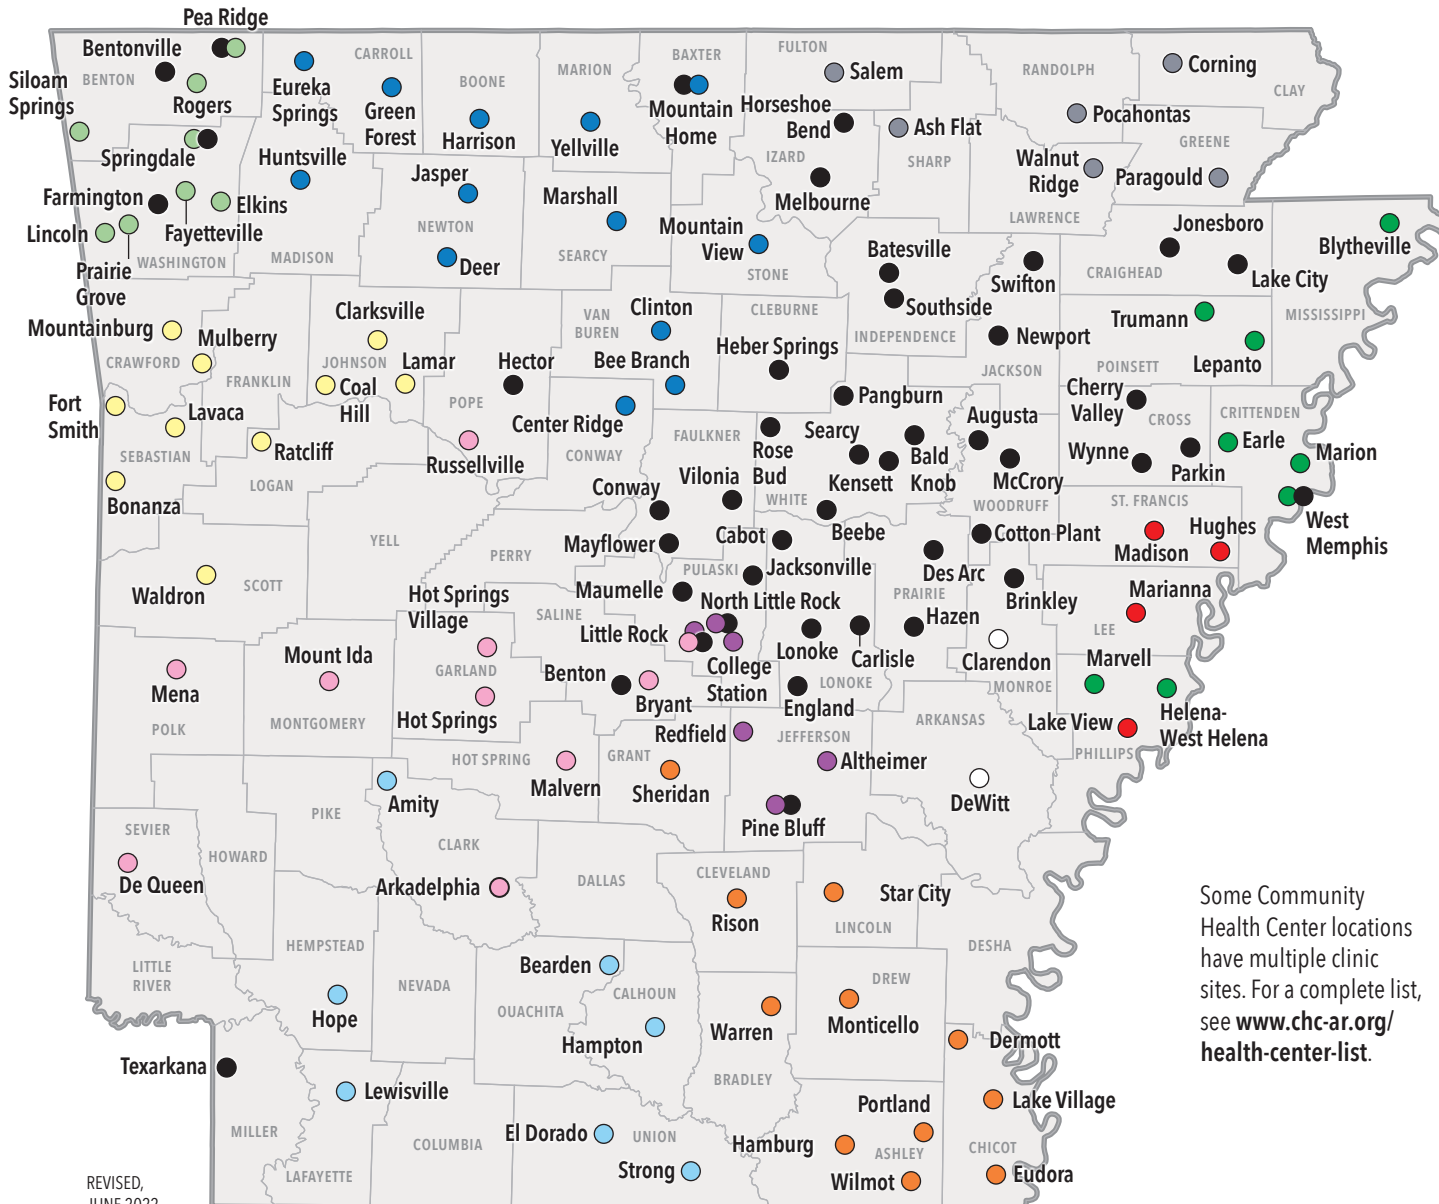 Pea Ridge
Bentonville
BENTON
Siloam
Springs
Rogers
Springdale
Farmington
Elkins
Lincoln
Fayetteville
Prairie
Grove
WASHINGTON
CARROLL
Eureka
Springs
Green
Forest
Huntsville
MADISON
BOONE
Harrison
Jasper
NEWTON
Deer
MARION
Yellville
Marshall
SEARCY
BAXTER
Mountain
Home
Mountain
View
STONE
FULTON
Salem
Horseshoe
Bend
IZARD
Melbourne
Ash Flat
SHARP
RANDOLPH
Pocahontas
Corning
CLAY
GREENE
Walnut
Ridge
Paragould
LAWRENCE
Jonesboro
Lake City
CRAIGHEAD
Blytheville
MISSISSIPPI
Batesville
Southside
INDEPENDENCE
Swifton
Newport
JACKSON
Trumann
Lepanto
POINSETT
Mountainburg
Mulberry
CRAWFORD
FRANKLIN
Clarksville
JOHNSON
Lamar
Coal
Hill
Hector
POPE
Russellville
VAN
BUREN
Clinton
Bee Branch
Center Ridge
CONWAY
CLEBURNE
Heber Springs
Pangburn
Fort
Smith
Lavaca
SEBASTIAN
Ratcliff
LOGAN
Bonanza
FAULKNER
Vilonia
Conway
Mayflower
Rose
Bud
Searcy
Kensett
Bald
Knob
WHITE
Beebe
Augusta
McCrory
WOODRUFF
Cotton Plant
Cherry
Valley
CROSS
Wynne
Parkin
CRITTENDEN
Earle
Marion
West
Memphis
ST. FRANCIS
Hughes
Madison
YELL
PERRY
Waldron
SCOTT
Cabot
PULASKI
Jacksonville
Maumelle
North Little Rock
Little Rock
College
Station
Des Arc
PRAIRIE
Hazen
Lonoke
Carlisle
LONOKE
England
Brinkley
Clarendon
MONROE
Marianna
LEE
Marvell
Helena-
West Helena
Lake View
PHILLIPS
Hot Springs
Village
GARLAND
Hot Springs
SALINE
Benton
Bryant
Mount Ida
MONTGOMERY
Mena
POLK
HOT SPRING
Malvern
GRANT
Sheridan
Redfield
JEFFERSON
Altheimer
Pine Bluff
ARKANSAS
DeWitt
Amity
PIKE
CLARK
Arkadelphia
SEVIER
HOWARD
De Queen
DALLAS
CLEVELAND
Rison
Star City
LINCOLN
DESHA
HEMPSTEAD
LITTLE
RIVER
NEVADA
Hope
Bearden
OUACHITA
CALHOUN
Hampton
Warren
BRADLEY
DREW
Monticello
Dermott
Texarkana
MILLER
Lewisville
LAFAYETTE
COLUMBIA
El Dorado
UNION
Strong
Portland
Hamburg
ASHLEY
Wilmot
Lake Village
CHICOT
Eudora
Some Community
Health Center locations
have multiple clinic
sites. For a complete list,
see www.chc-ar.org/
health-center-list.
REVISED,
JUNE 2022